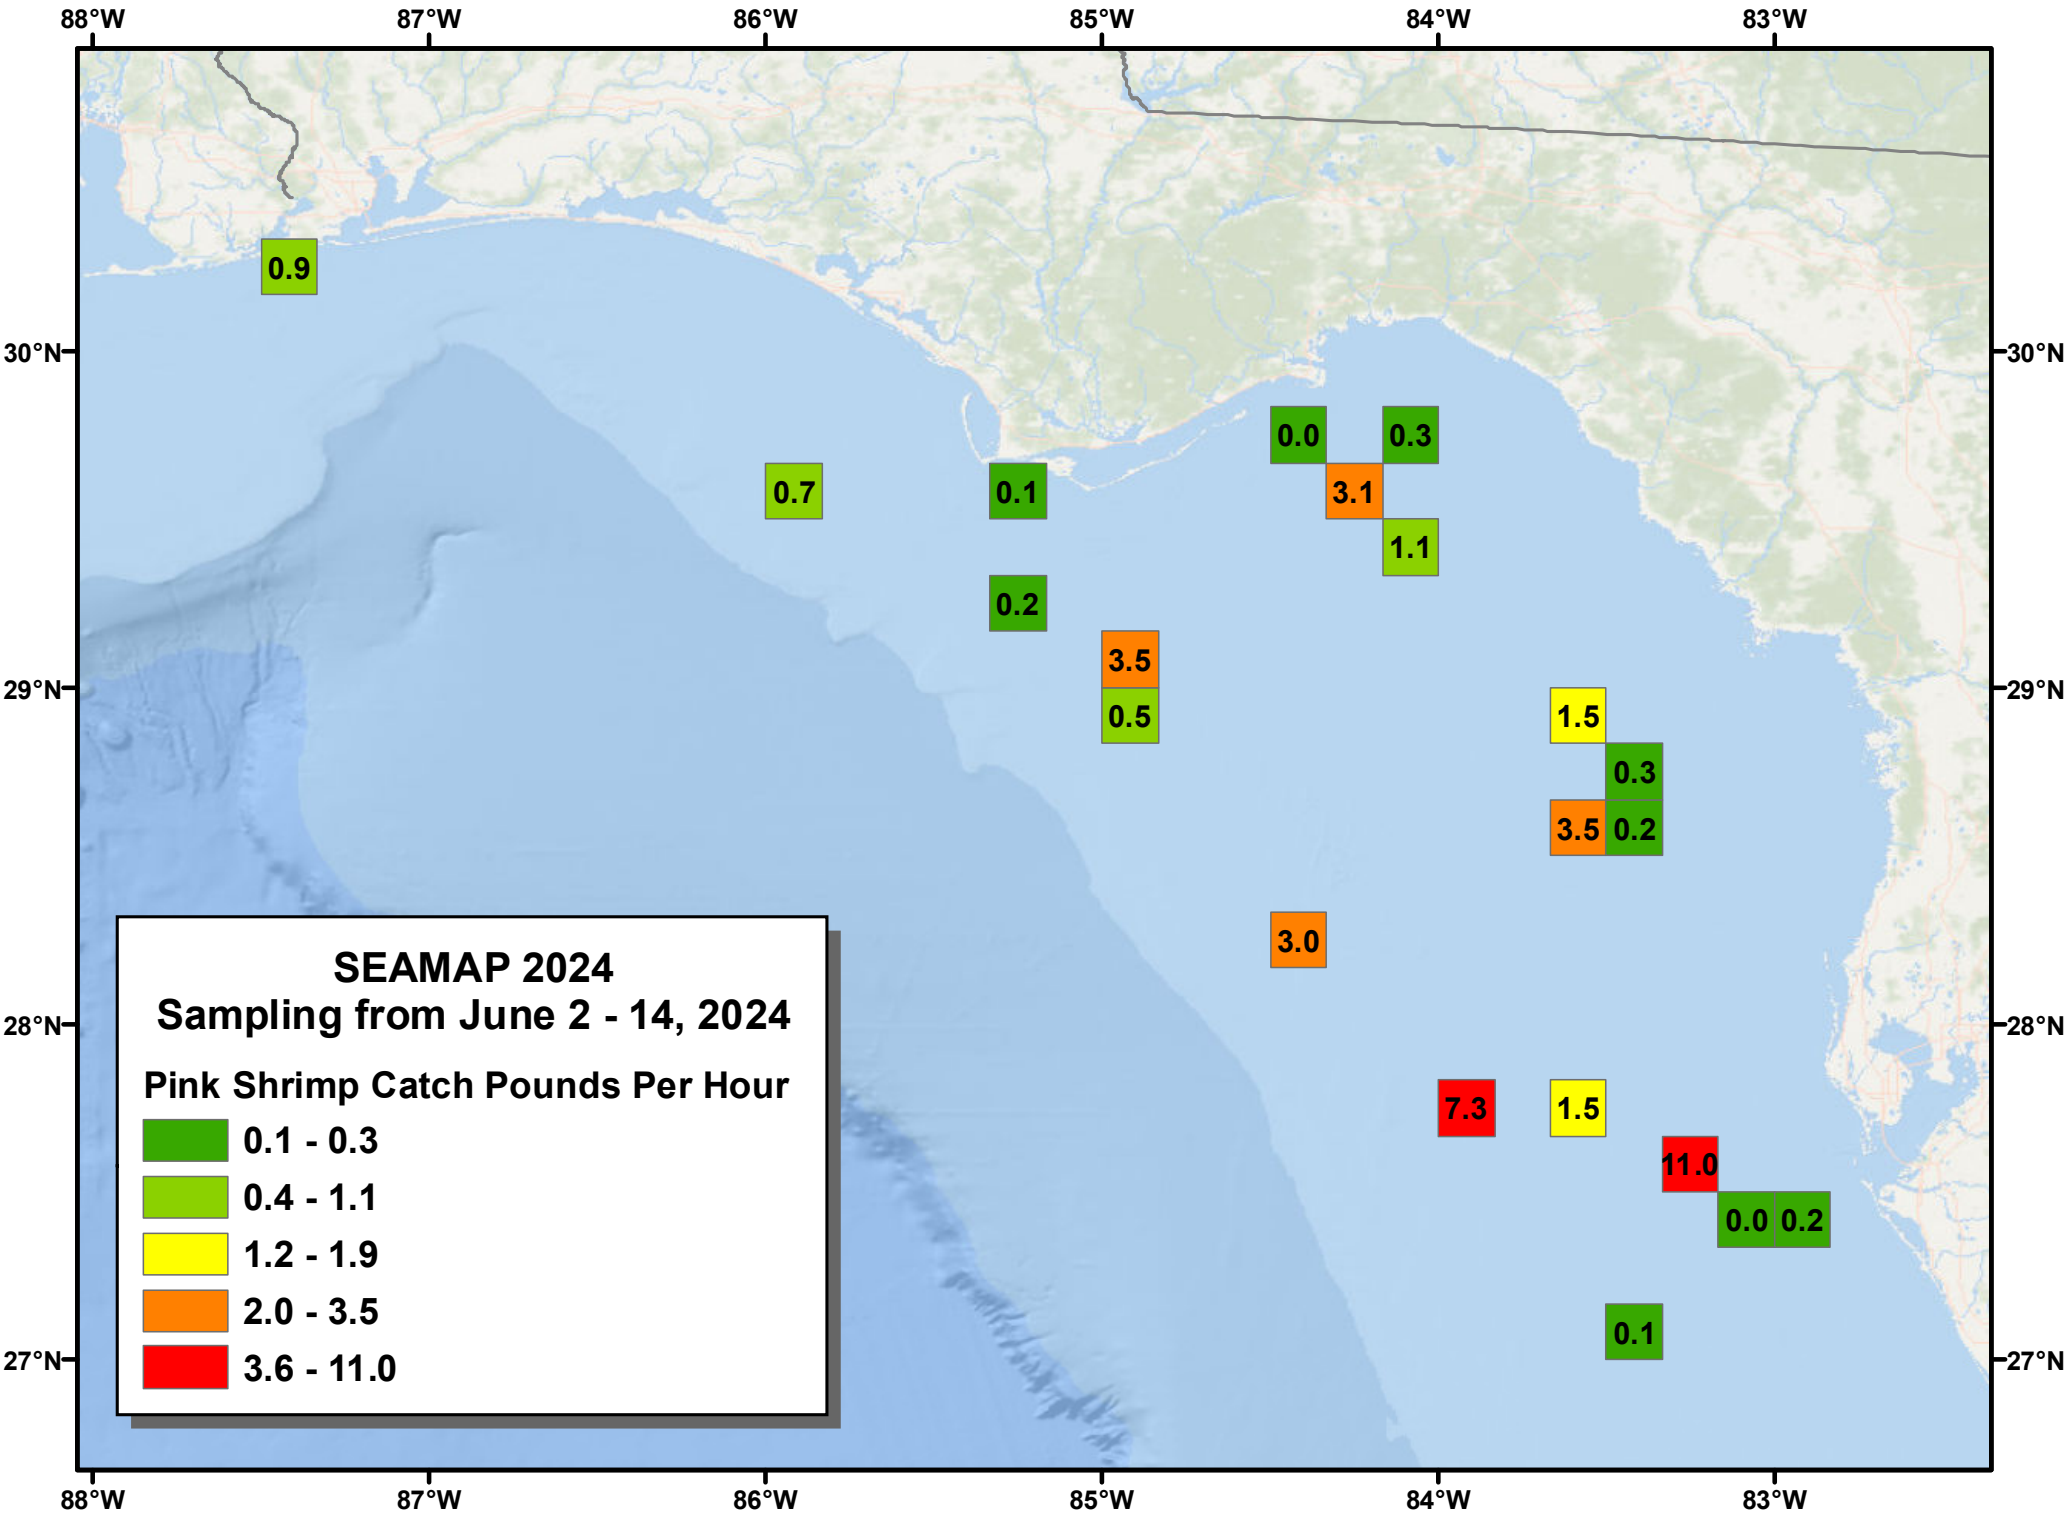 88°W 87°W 86°W 85°W 84°W 83°W
0.9
30°N 30°N
0.0 0.3
0.7 0.1 3.1
1.1
0.2
3.5
29°N 29°N
0.5 1.5
0.3
3.5 0.2
3.0
SEAMAP 2024
Sampling from June 2 - 14, 2024
28°N 28°N
Pink Shrimp Catch Pounds Per Hour
7.3 1.5
0.1 - 0.3
11.0
0.4 - 1.1
0.0 0.2
1.2 - 1.9
2.0 - 3.5
0.1
27°N 27°N
3.6 - 11.0
88°W 87°W 86°W 85°W 84°W 83°W